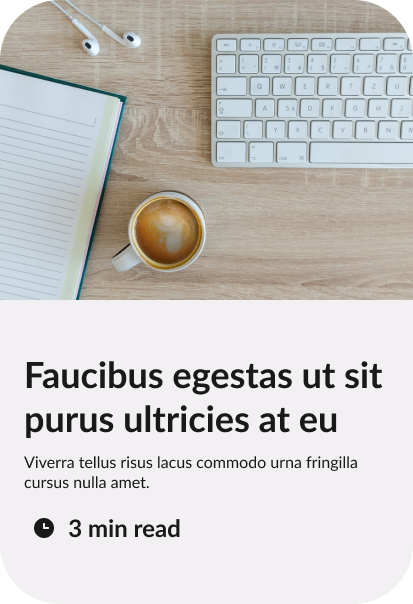 Faucibus egestas ut sit
purus ultricies at eu
Viverra tellus risus lacus commodo urna fringilla
cursus nulla amet.
3 min read